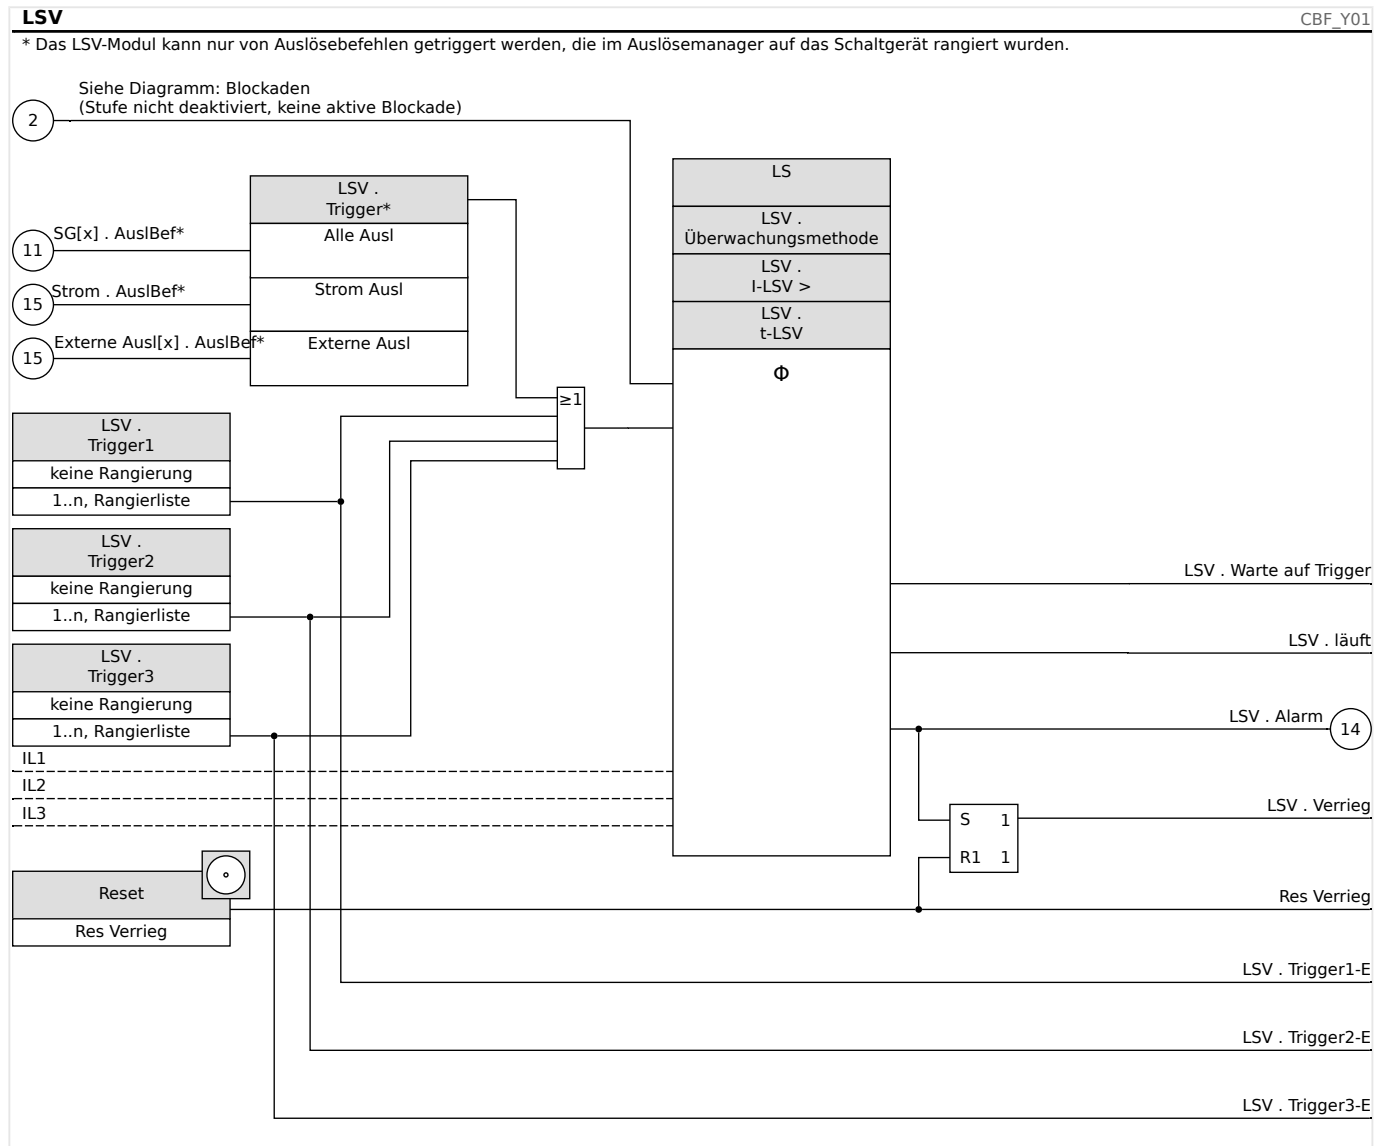 LSV
CBF_Y01
* Das LSV-Modul kann nur von Auslösebefehlen getriggert werden, die im Auslösemanager auf das Schaltgerät rangiert wurden.
Siehe Diagramm: Blockaden
(Stufe nicht deaktiviert, keine aktive Blockade)
2
LSV .
Trigger*
Alle Ausl
Strom Ausl
Externe Ausl
11
SG[x] . AuslBef*
15
Strom . AuslBef*
15
Externe Ausl[x] . AuslBef*
≥1
LS
LSV .
Überwachungsmethode
LSV .
I-LSV >
LSV .
t-LSV
Φ
LSV .
Trigger1
keine Rangierung
1..n, Rangierliste
LSV .
Trigger2
keine Rangierung
1..n, Rangierliste
LSV .
Trigger3
keine Rangierung
1..n, Rangierliste
IL1
IL2
IL3
Reset
Res Verrieg
LSV . Warte auf Trigger
LSV . läuft
LSV . Alarm
14
S 1
R1 1
LSV . Verrieg
Res Verrieg
LSV . Trigger1-E
LSV . Trigger2-E
LSV . Trigger3-E